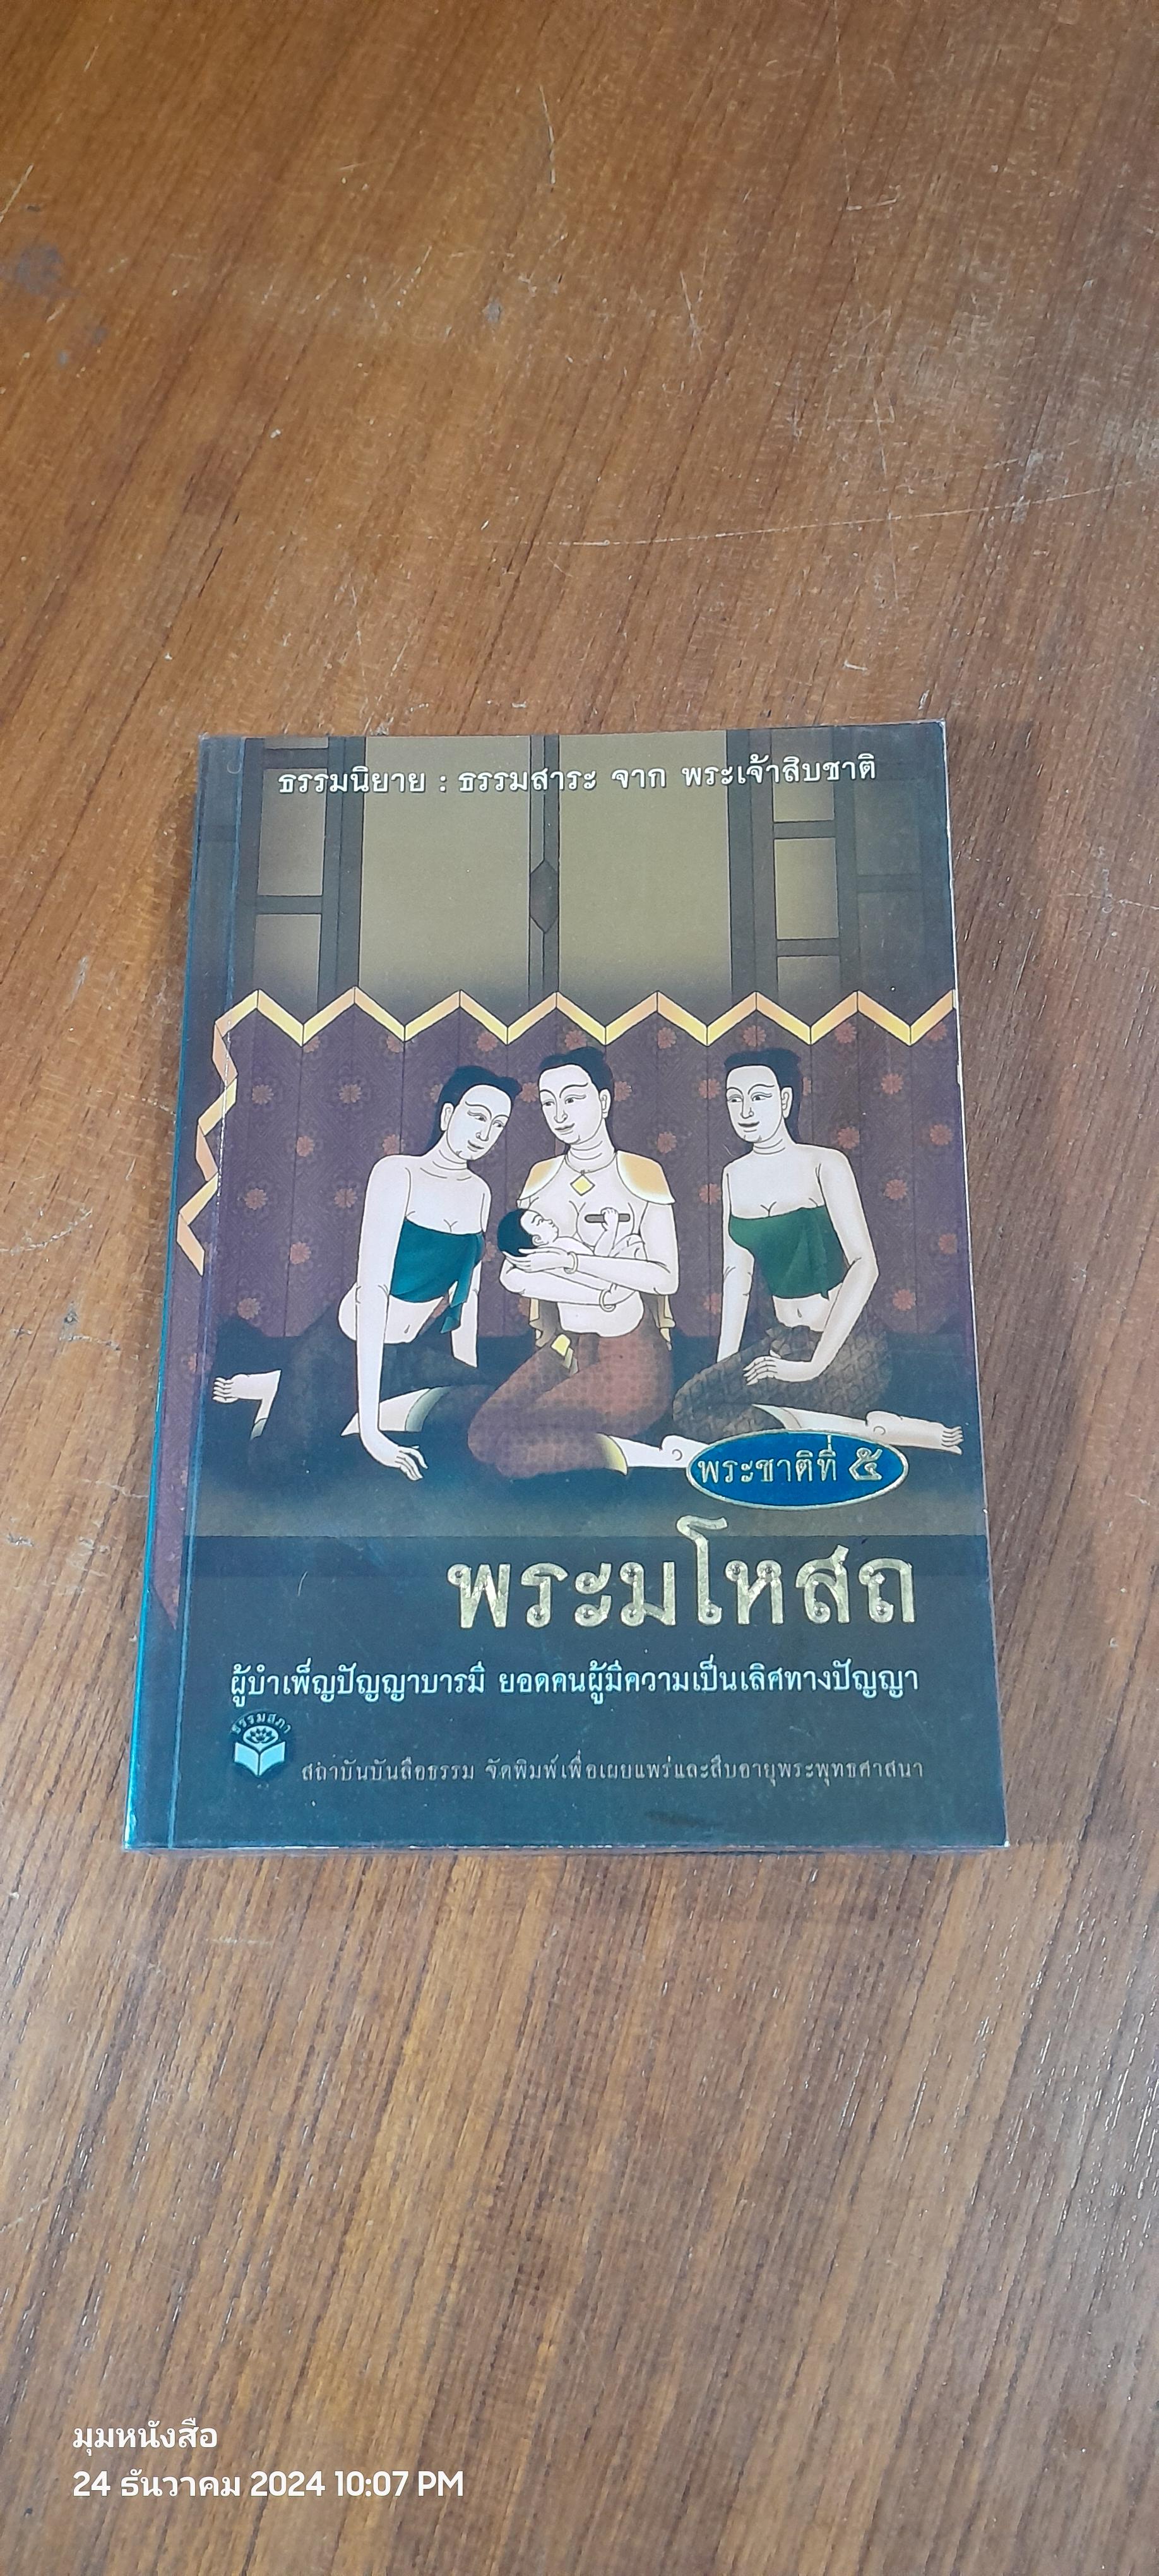 ธรรมนิยาย : ธรรมสาระ จาก พระเจ้าสิบชาติ
พระชาติที่ ๕
พระมโหสถ
ผู้บำเพ็ญปัญญาบารมี ยอดคนผู้มีความเป็นเลิศทางปัญญา
ธรรมสภา
สถาบันบันลือธรรม จัดพิมพ์เพื่อเผยแพร่และสืบอายุพระพุทธศาสนา
มุมหนังสือ
24 ธันวาคม 2024 10:07 PM